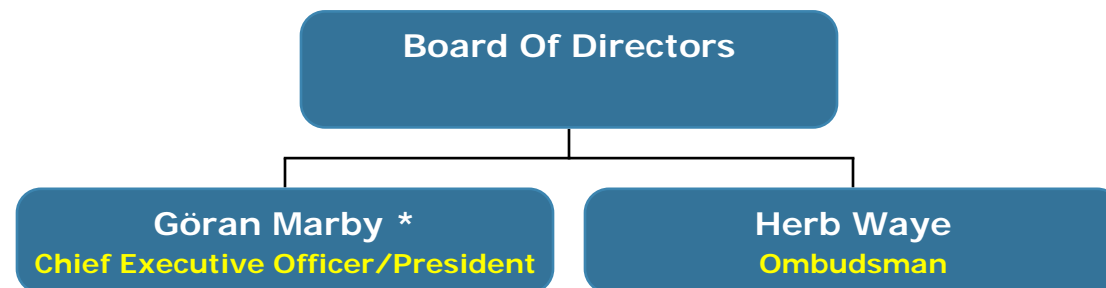 Board Of Directors
Göran Marby *
Chief Executive Officer/President
Herb Waye
Ombudsman